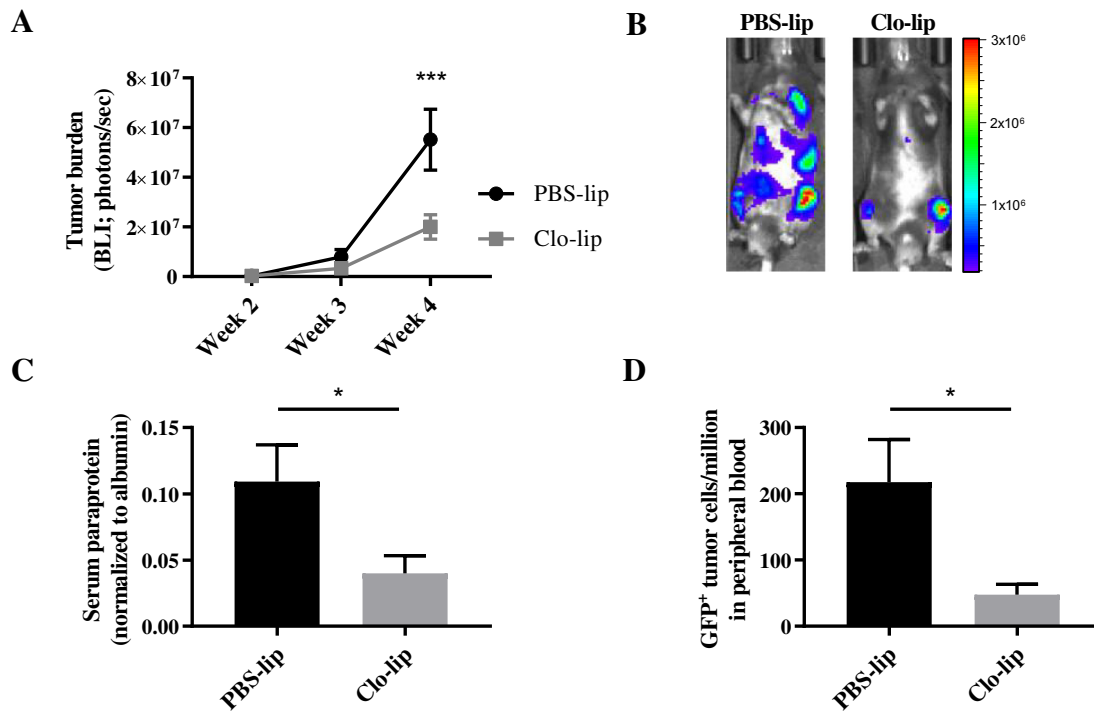 A
Tumor burden
(BLI; photons/sec)
8× 10⁷
6× 10⁷
4× 10⁷
2× 10⁷
0
Week 2
Week 3
Week 4
***
PBS-lip
Clo-lip
B
PBS-lip
Clo-lip
3x10⁶
2x10⁶
1x10⁶
C
Serum paraprotein
(normalized to albumin)
0.15
0.10
0.05
0.00
*
PBS-lip
Clo-lip
D
GFP⁺ tumor cells/million
in peripheral blood
300
200
100
0
*
PBS-lip
Clo-lip